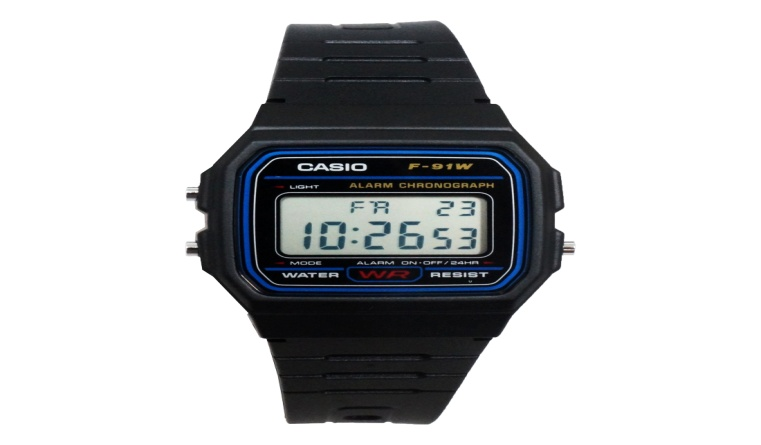 CASIO F-91W
LIGHT ALARM CHRONOGRAPH
FR 23
10:26 53
MODE ALARM ON·OFF/24HR
WATER WR RESIST